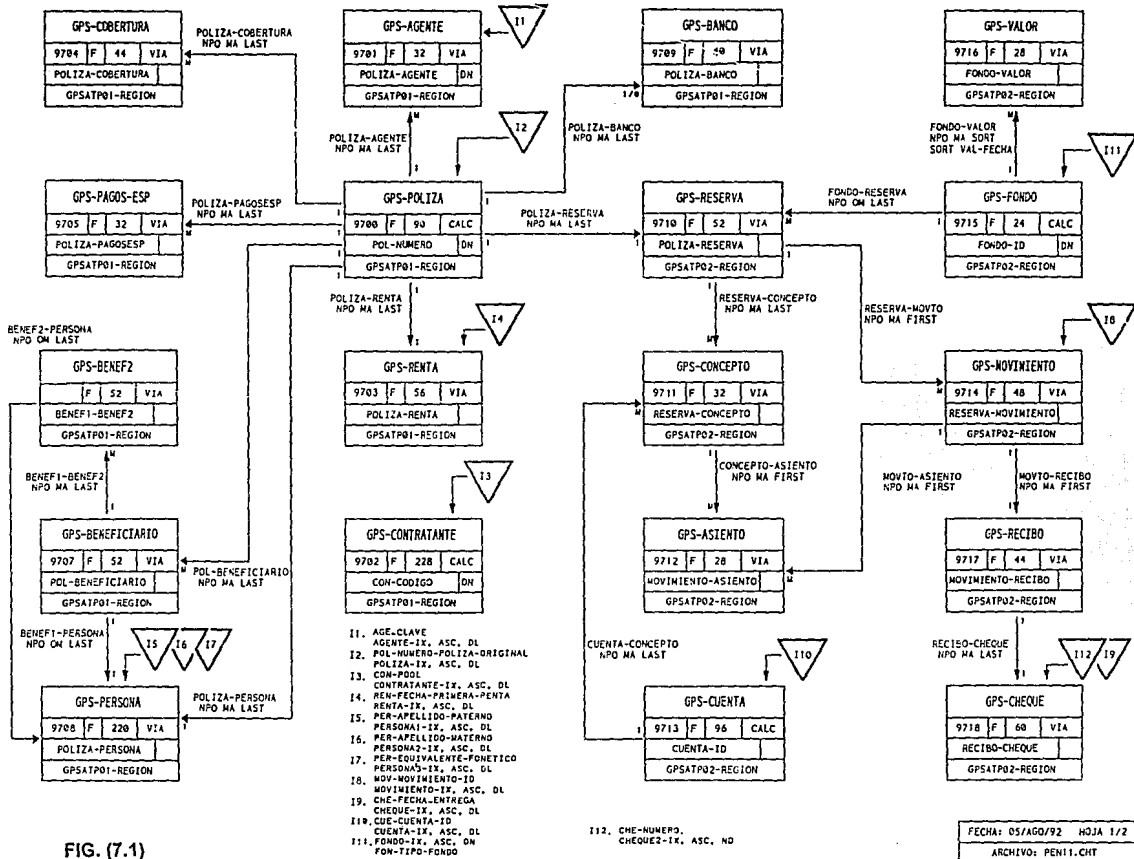 GPS-COBERTURA
9704 F 44 VIA
POLIZA-COBERTURA
GPSATP01-REGION
POLIZA-COBERTURA
NPO MA LAST
M
GPS-AGENTE
9701 F 32 VIA
POLIZA-AGENTE DN
GPSATP01-REGION
I1
GPS-BANCO
9709 F VIA
POLIZA-BANCO
GPSATP01-REGION
1/0
GPS-VALOR
9716 F 28 VIA
FONDO-VALOR
GPSATP02-REGION
M
POLIZA-AGENTE
NPO MA LAST
1
I2
POLIZA-BANCO
NPO MA LAST
M
FONDO-VALOR
NPO MA SORT
SORT VAL-FECHA
1
I11
GPS-PAGOS-ESP
9705 F 32 VIA
POLIZA-PAGOSESP
GPSATP01-REGION
POLIZA-PAGOSESP
NPO MA LAST
M
GPS-POLIZA
9700 F 90 CALC
POL-NUMERO DN
GPSATP01-REGION
POLIZA-RESERVA
NPO MA LAST
GPS-RESERVA
9710 F 52 VIA
POLIZA-RESERVA
GPSATP02-REGION
FONDO-RESERVA
NPO OM LAST
M
GPS-FONDO
9715 F 24 CALC
FONDO-ID DN
GPSATP02-REGION
POLIZA-RENTA
NPO MA LAST
I4
RESERVA-CONCEPTO
NPO MA LAST
RESERVA-MOVTO
NPO MA FIRST
I8
BENEF2-PERSONA
NPO OM LAST
GPS-BENEF2
F 52 VIA
BENEF1-BENEF2
GPSATP01-REGION
GPS-RENTA
9703 F 56 VIA
POLIZA-RENTA
GPSATP01-REGION
GPS-CONCEPTO
9711 F 32 VIA
RESERVA-CONCEPTO
GPSATP02-REGION
GPS-MOVIMIENTO
9714 F 48 VIA
RESERVA-MOVIMIENTO
GPSATP02-REGION
BENEF1-BENEF2
NPO MA LAST
I3
CONCEPTO-ASIENTO
NPO MA FIRST
MOVTO-ASIENTO
NPO MA FIRST
MOVTO-RECIBO
NPO MA FIRST
GPS-BENEFICIARIO
9707 F 52 VIA
POL-BENEFICIARIO
GPSATP01-REGION
POL-BENEFICIARIO
NPO MA LAST
GPS-CONTRATANTE
9702 F 228 CALC
CON-CODIGO DN
GPSATP01-REGION
GPS-ASIENTO
9712 F 28 VIA
MOVIMIENTO-ASIENTO
GPSATP02-REGION
GPS-RECIBO
9717 F 44 VIA
MOVIMIENTO-RECIBO
GPSATP02-REGION
BENEF1-PERSONA
NPO OM LAST
I5 I6 I7
CUENTA-CONCEPTO
NPO MA LAST
I10
RECIBO-CHEQUE
NPO MA LAST
I12 I9
GPS-PERSONA
9708 F 220 VIA
POLIZA-PERSONA
GPSATP01-REGION
POLIZA-PERSONA
NPO MA LAST
GPS-CUENTA
9713 F 96 CALC
CUENTA-ID
GPSATP02-REGION
GPS-CHEQUE
9718 F 60 VIA
RECIBO-CHEQUE
GPSATP02-REGION
I1. AGE-CLAVE
AGENTE-IX, ASC, DL
I2. POL-NUMERO-POLIZA-ORIGINAL
POLIZA-IX, ASC, DL
I3. CON-POOL
CONTRATANTE-IX, ASC, DL
I4. REN-FECHA-PRIMERA-RENTA
RENTA-IX, ASC, DL
I5. PER-APELLIDO-PATERNO
PERSONA1-IX, ASC, DL
I6. PER-APELLIDO-MATERNO
PERSONA2-IX, ASC, DL
I7. PER-EQUIVALENTE-FONETICO
PERSONA3-IX, ASC, DL
I8. MOV-MOVIMIENTO-ID
MOVIMIENTO-IX, ASC, DL
I9. CHE-FECHA-ENTREGA
CHEQUE-IX, ASC, DL
I10. CUE-CUENTA-ID
CUENTA-IX, ASC, DL
I11. FONDO-IX, ASC, DN
FON-TIPO-FONDO
I12. CHE-NUMERO.
CHEQUE2-IX, ASC, ND
FIG. (7.1)
FECHA: 05/AGO/92 HOJA 1/2
ARCHIVO: PEN11.CHT